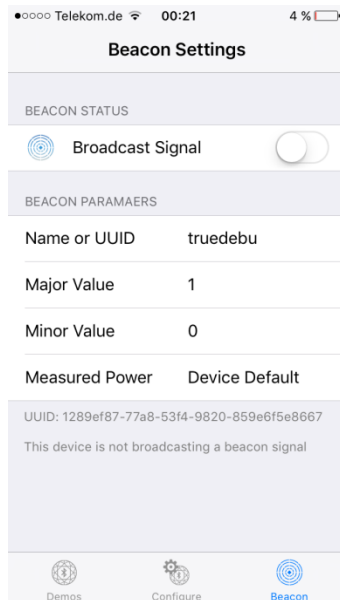 Telekom.de 00:21 4 %
Beacon Settings
BEACON STATUS
Broadcast Signal
BEACON PARAMAERS
Name or UUID truedebu
Major Value 1
Minor Value 0
Measured Power Device Default
UUID: 1289ef87-77a8-53f4-9820-859e6f5e8667
This device is not broadcasting a beacon signal
Demos Configure Beacon